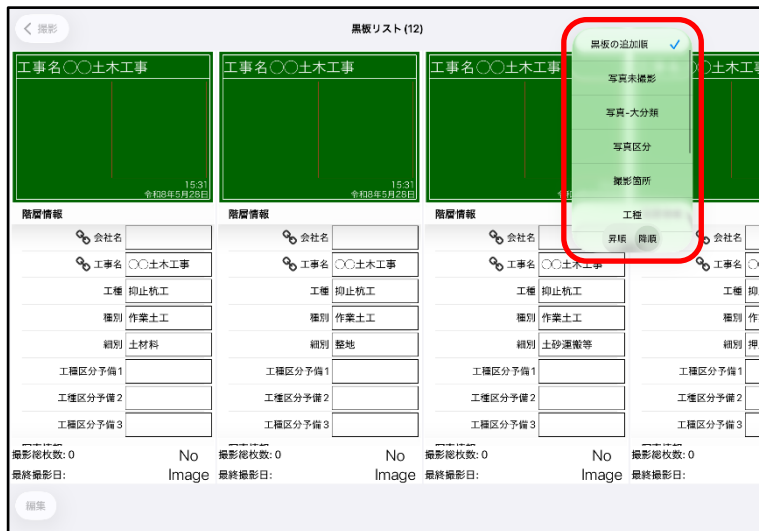 撮影
黒板リスト (12)
黒板の追加順
写真未撮影
写真-大分類
写真区分
撮影箇所
工種
昇順 降順
工事名○○土木工事
15:31
令和8年5月28日
階層情報
会社名
工事名 ○○土木工事
工種 抑止杭工
種別 作業土工
細別 土材料
工種区分予備1
工種区分予備2
工種区分予備3
撮影総枚数: 0
最終撮影日:
No
Image
工事名○○土木工事
15:31
令和8年5月28日
階層情報
会社名
工事名 ○○土木工事
工種 抑止杭工
種別 作業土工
細別 整地
工種区分予備1
工種区分予備2
工種区分予備3
撮影総枚数: 0
最終撮影日:
No
Image
工事名○○土木工事
階層情報
会社名
工事名 ○○土木工事
工種 抑止杭工
種別 作業土工
細別 土砂運搬等
工種区分予備1
工種区分予備2
工種区分予備3
撮影総枚数: 0
最終撮影日:
No
Image
○土木工事
会社名
工事名
工種 抑
種別 作
細別 押
工種区分予備1
工種区分予備2
工種区分予備3
撮影総枚数: 0
最終撮影日:
編集